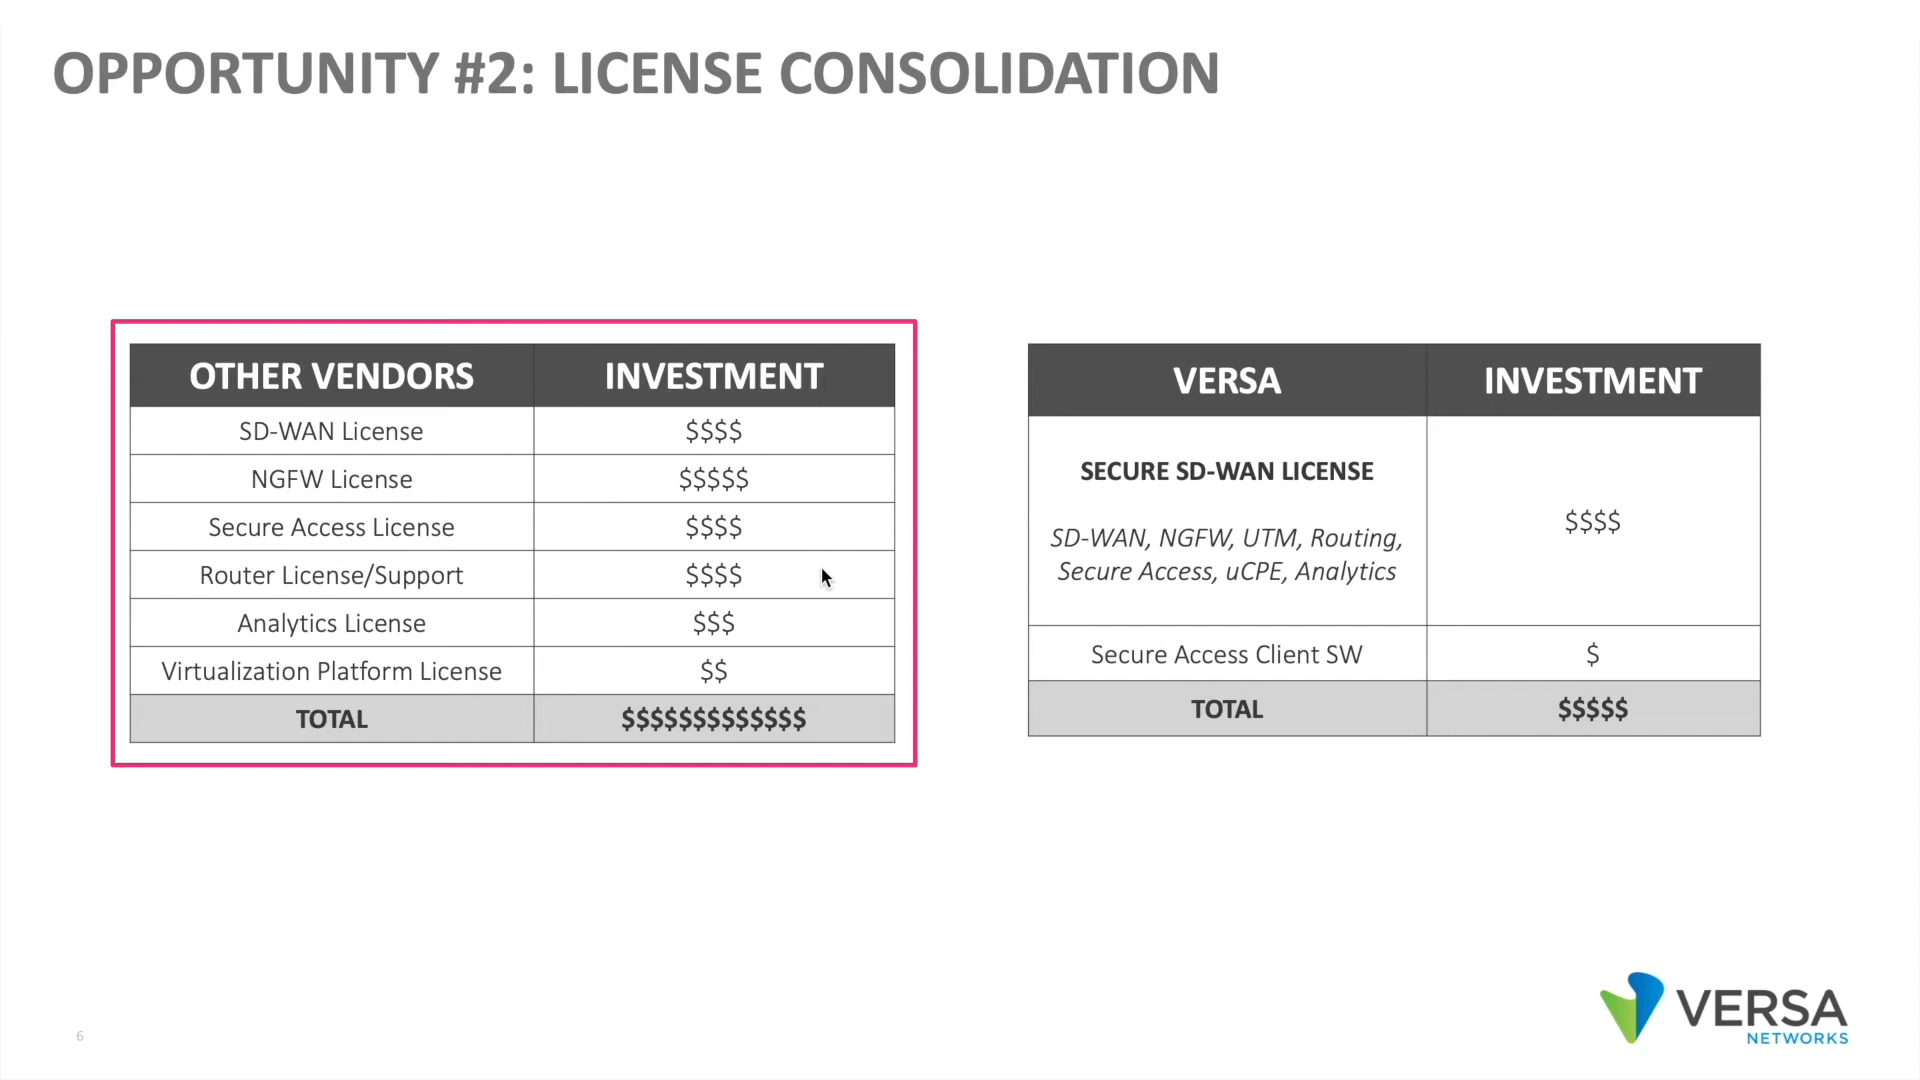 OPPORTUNITY #2: LICENSE CONSOLIDATION
OTHER VENDORS INVESTMENT
SD-WAN License $$$$
NGFW License $$$$$
Secure Access License $$$$
Router License/Support $$$$
Analytics License $$$
Virtualization Platform License $$
TOTAL $$$$$$$$$$$$$
VERSA INVESTMENT
SECURE SD-WAN LICENSE
SD-WAN, NGFW, UTM, Routing,
Secure Access, uCPE, Analytics
$$$$
Secure Access Client SW $
TOTAL $$$$$
6
VERSA
NETWORKS